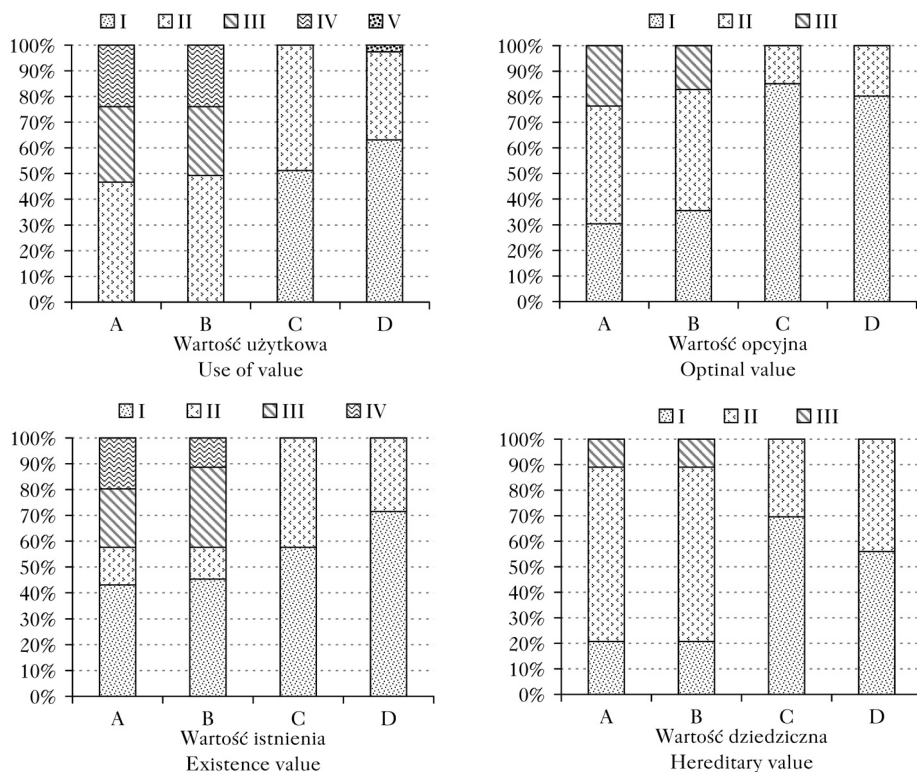 I II III IV V
100%
90%
80%
70%
60%
50%
40%
30%
20%
10%
0%
A B C D
Wartość użytkowa
Use of value
I II III
100%
90%
80%
70%
60%
50%
40%
30%
20%
10%
0%
A B C D
Wartość opcyjna
Optinal value
I II III IV
100%
90%
80%
70%
60%
50%
40%
30%
20%
10%
0%
A B C D
Wartość istnienia
Existence value
I II III
100%
90%
80%
70%
60%
50%
40%
30%
20%
10%
0%
A B C D
Wartość dziedziczna
Hereditary value